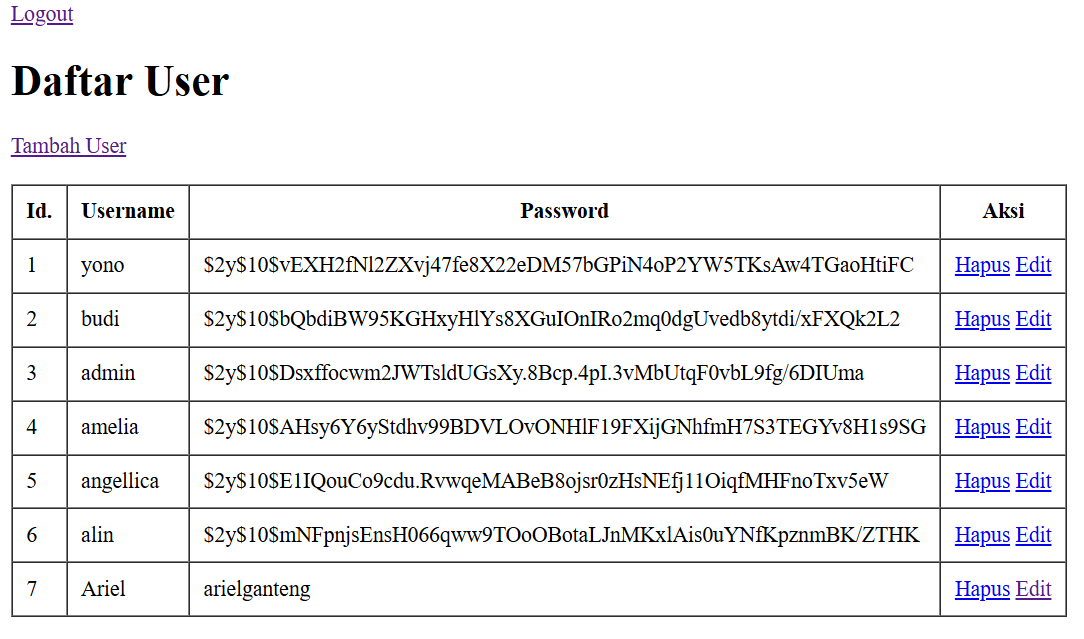 Logout
Daftar User
Tambah User
Id. Username Password Aksi
1 yono $2y$10$vEXH2fNl2ZXvj47fe8X22eDM57bGPiN4oP2YW5TKsAw4TGaoHtiFC Hapus Edit
2 budi $2y$10$bQbdiBW95KGHxyHlYs8XGuIOnIRo2mq0dgUvedb8ytdi/xFXQk2L2 Hapus Edit
3 admin $2y$10$Dsxffocwm2JWTsldUGsXy.8Bcp.4pI.3vMbUtqF0vbL9fg/6DIUma Hapus Edit
4 amelia $2y$10$AHsy6Y6yStdhv99BDVLOvONHlF19FXijGNhfmH7S3TEGYv8H1s9SG Hapus Edit
5 angellica $2y$10$E1IQouCo9cdu.RvwqeMABeB8ojsr0zHsNEfj11OiqfMHFnoTxv5eW Hapus Edit
6 alin $2y$10$mNFpnjsEnsH066qww9TOoOBotaLJnMKxlAis0uYNfKpznmBK/ZTHK Hapus Edit
7 Ariel arielganteng Hapus Edit